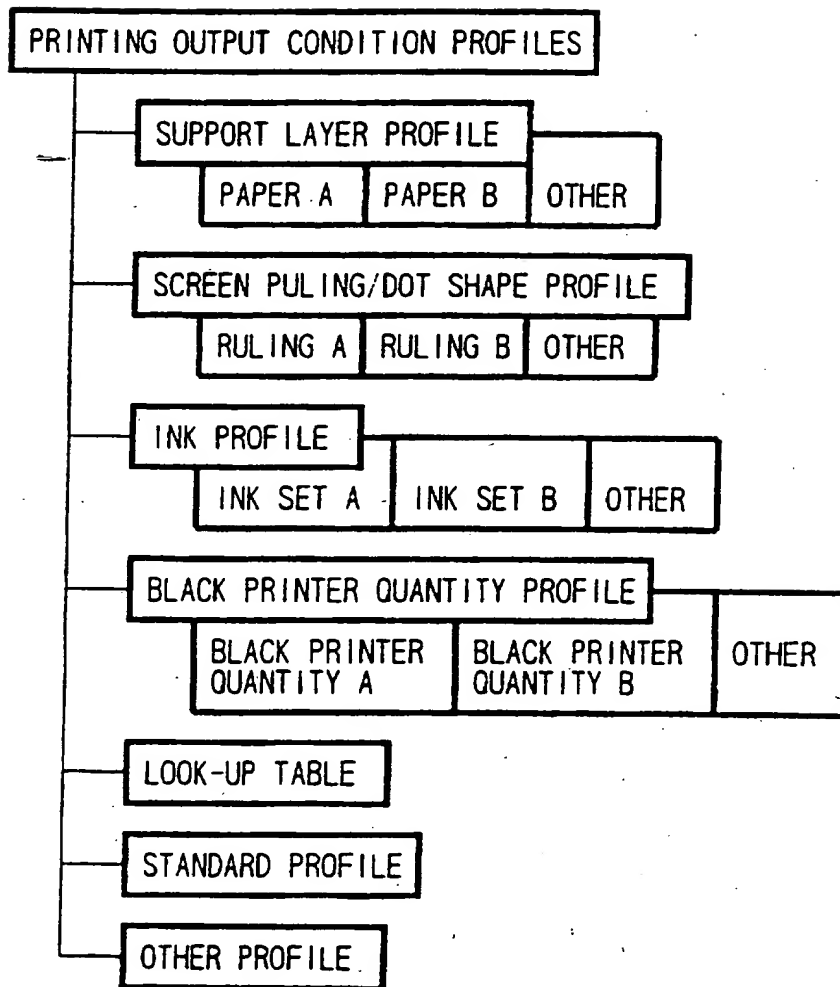 PRINTING OUTPUT CONDITION PROFILES
SUPPORT LAYER PROFILE
PAPER A PAPER B OTHER
SCREEN PULING/DOT SHAPE PROFILE
RULING A RULING B OTHER
INK PROFILE
INK SET A INK SET B OTHER
BLACK PRINTER QUANTITY PROFILE
BLACK PRINTER BLACK PRINTER OTHER
QUANTITY A QUANTITY B
LOOK-UP TABLE
STANDARD PROFILE
OTHER PROFILE